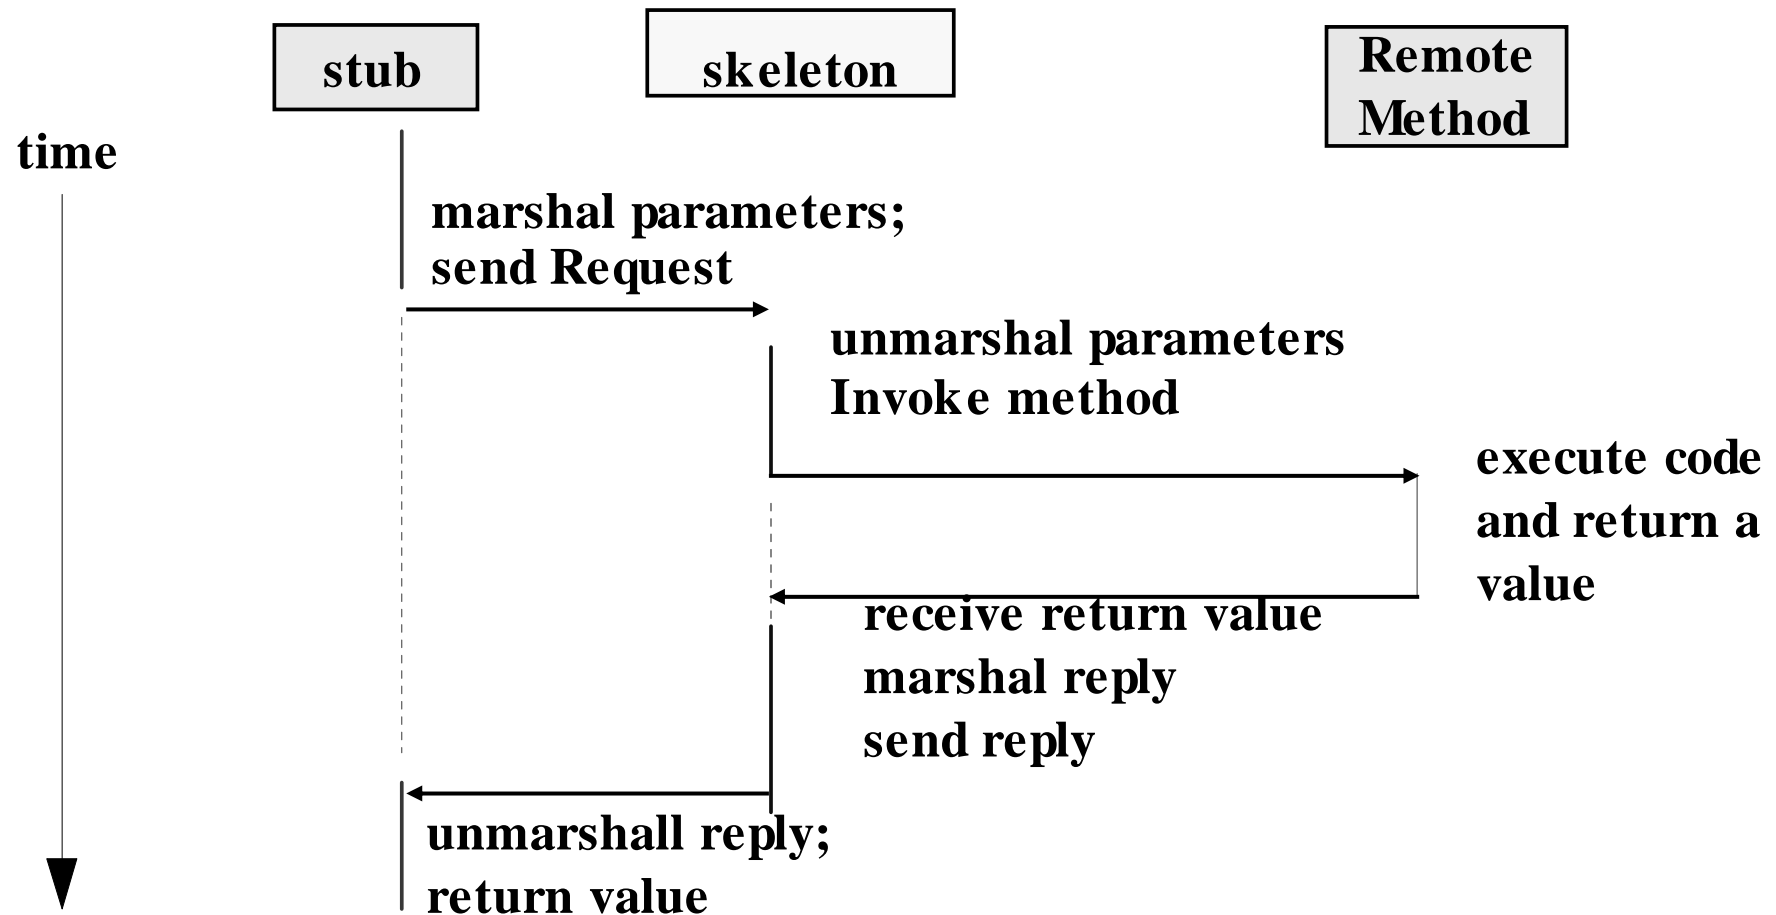 stub
skeleton
Remote
Method
time
marshal parameters;
send Request
unmarshal parameters
Invoke method
execute code
and return a
value
receive return value
marshal reply
send reply
unmarshall reply;
return value